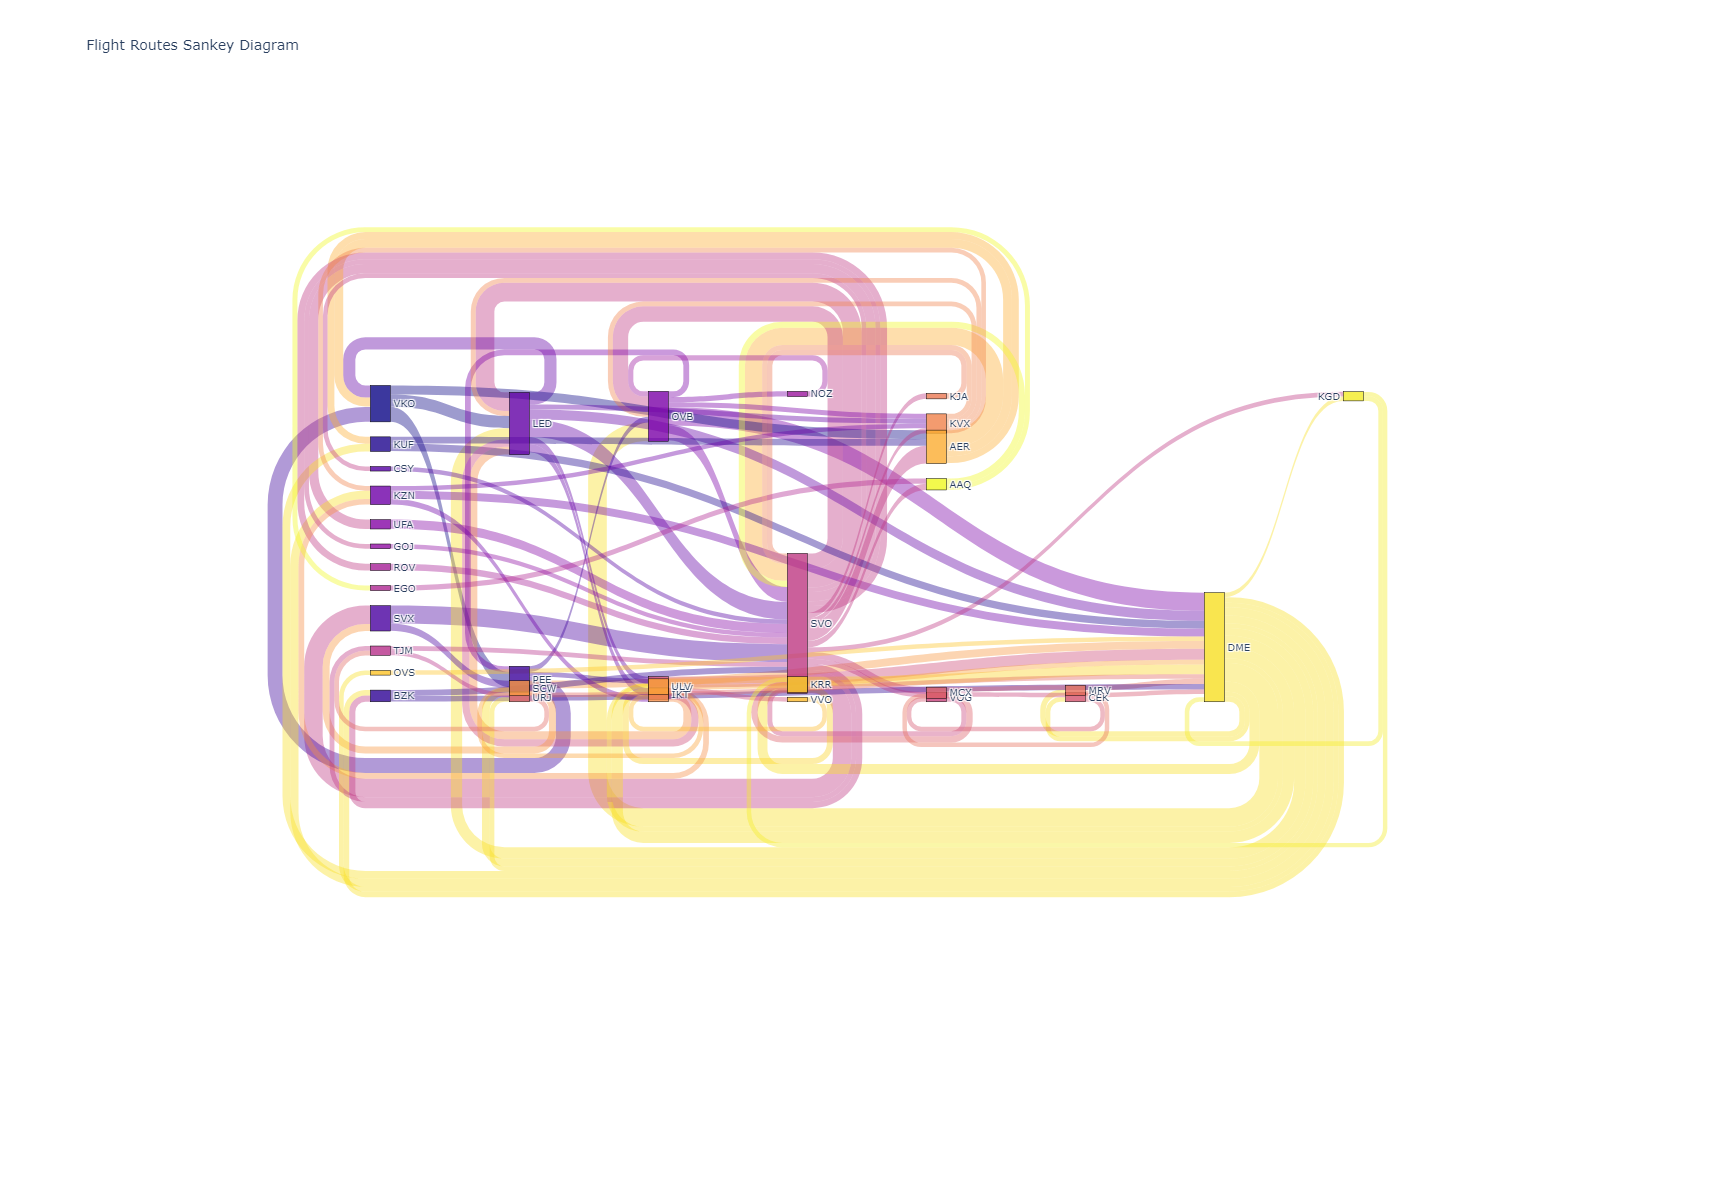 Flight Routes Sankey Diagram
VKO
KUF
CSY
KZN
UFA
GOJ
ROV
EGO
SVX
TJM
OVS
BZK
LED
PEE
SCW
URJ
OVB
ULV
IKT
NOZ
SVO
KRR
VVO
KJA
KVX
AER
AAQ
MCX
VOG
MRV
CEK
DME
KGD